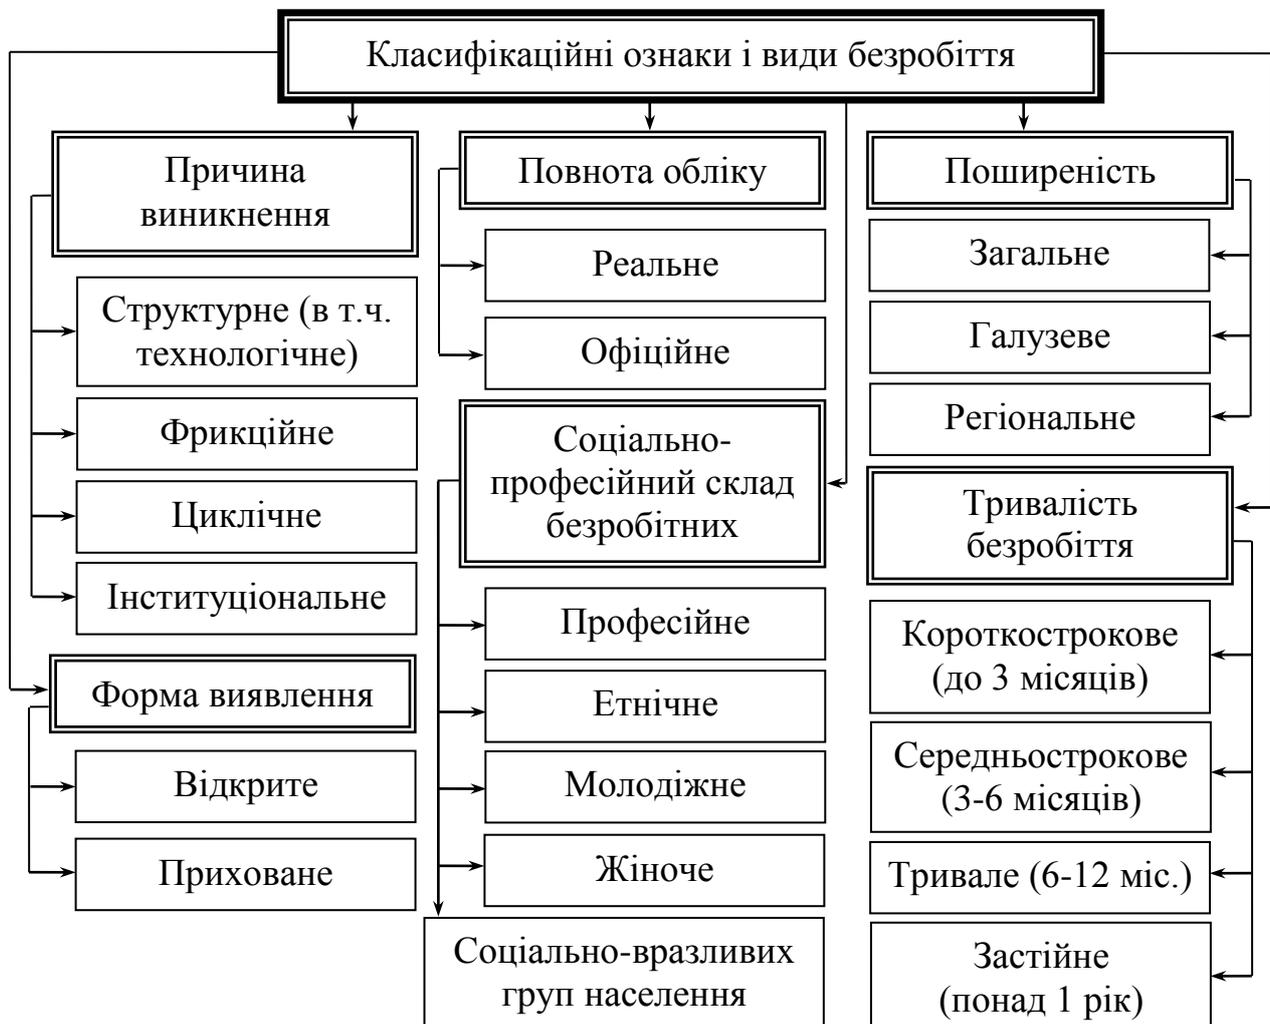 Класифікаційні ознаки і види безробіття
Причина
виникнення
Структурне (в т.ч.
технологічне)
Фрикційне
Циклічне
Інституціональне
Форма виявлення
Відкрите
Приховане
Повнота обліку
Реальне
Офіційне
Соціально-
професійний склад
безробітних
Професійне
Етнічне
Молодіжне
Жіноче
Соціально-вразливих
груп населення
Поширеність
Загальне
Галузеве
Регіональне
Тривалість
безробіття
Короткострокове
(до 3 місяців)
Середньострокове
(3-6 місяців)
Тривале (6-12 міс.)
Застійне
(понад 1 рік)